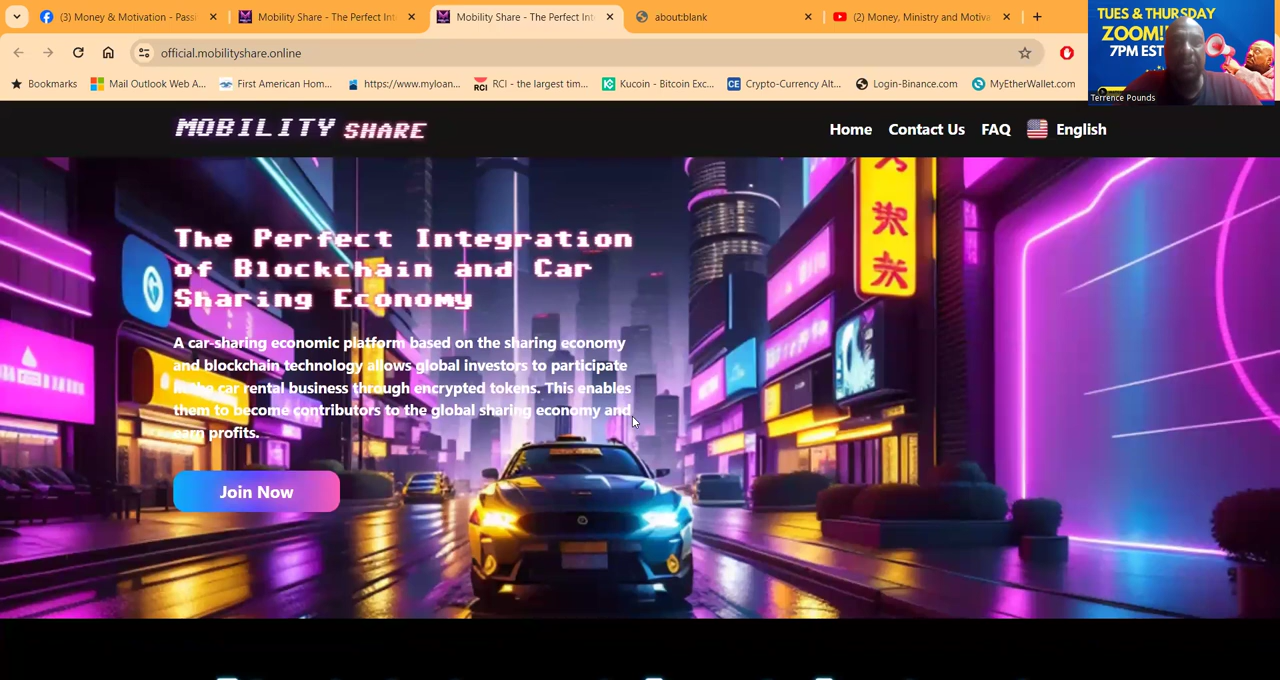 (3) Money & Motivation - Passi
Mobility Share - The Perfect Int
Mobility Share - The Perfect Int
about:blank
(2) Money, Ministry and Motiva
official.mobilityshare.online
Bookmarks
Mail Outlook Web A...
First American Hom...
https://www.myloan...
RCI
RCI - the largest tim...
Kucoin - Bitcoin Exc...
CE
Crypto-Currency Alt...
Login-Binance.com
MyEtherWallet.com
TUES & THURSDAY
ZOOM!
7PM EST
Terrence Pounds
MOBILITY SHARE
Home
Contact Us
FAQ
English
The Perfect Integration
of Blockchain and Car
Sharing Economy
A car-sharing economic platform based on the sharing economy
and blockchain technology allows global investors to participate
in the car rental business through encrypted tokens. This enables
them to become contributors to the global sharing economy and
earn profits.
Join Now